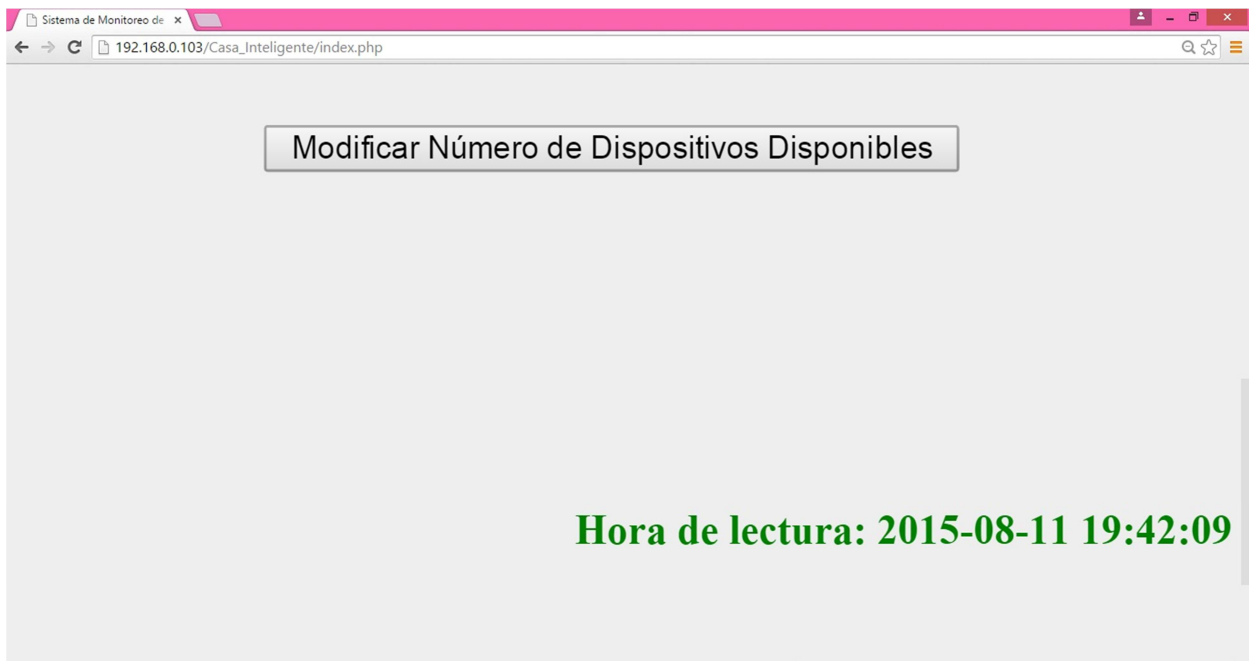 Sistema de Monitoreo de
192.168.0.103/Casa_Inteligente/index.php
Modificar Número de Dispositivos Disponibles
Hora de lectura: 2015-08-11 19:42:09